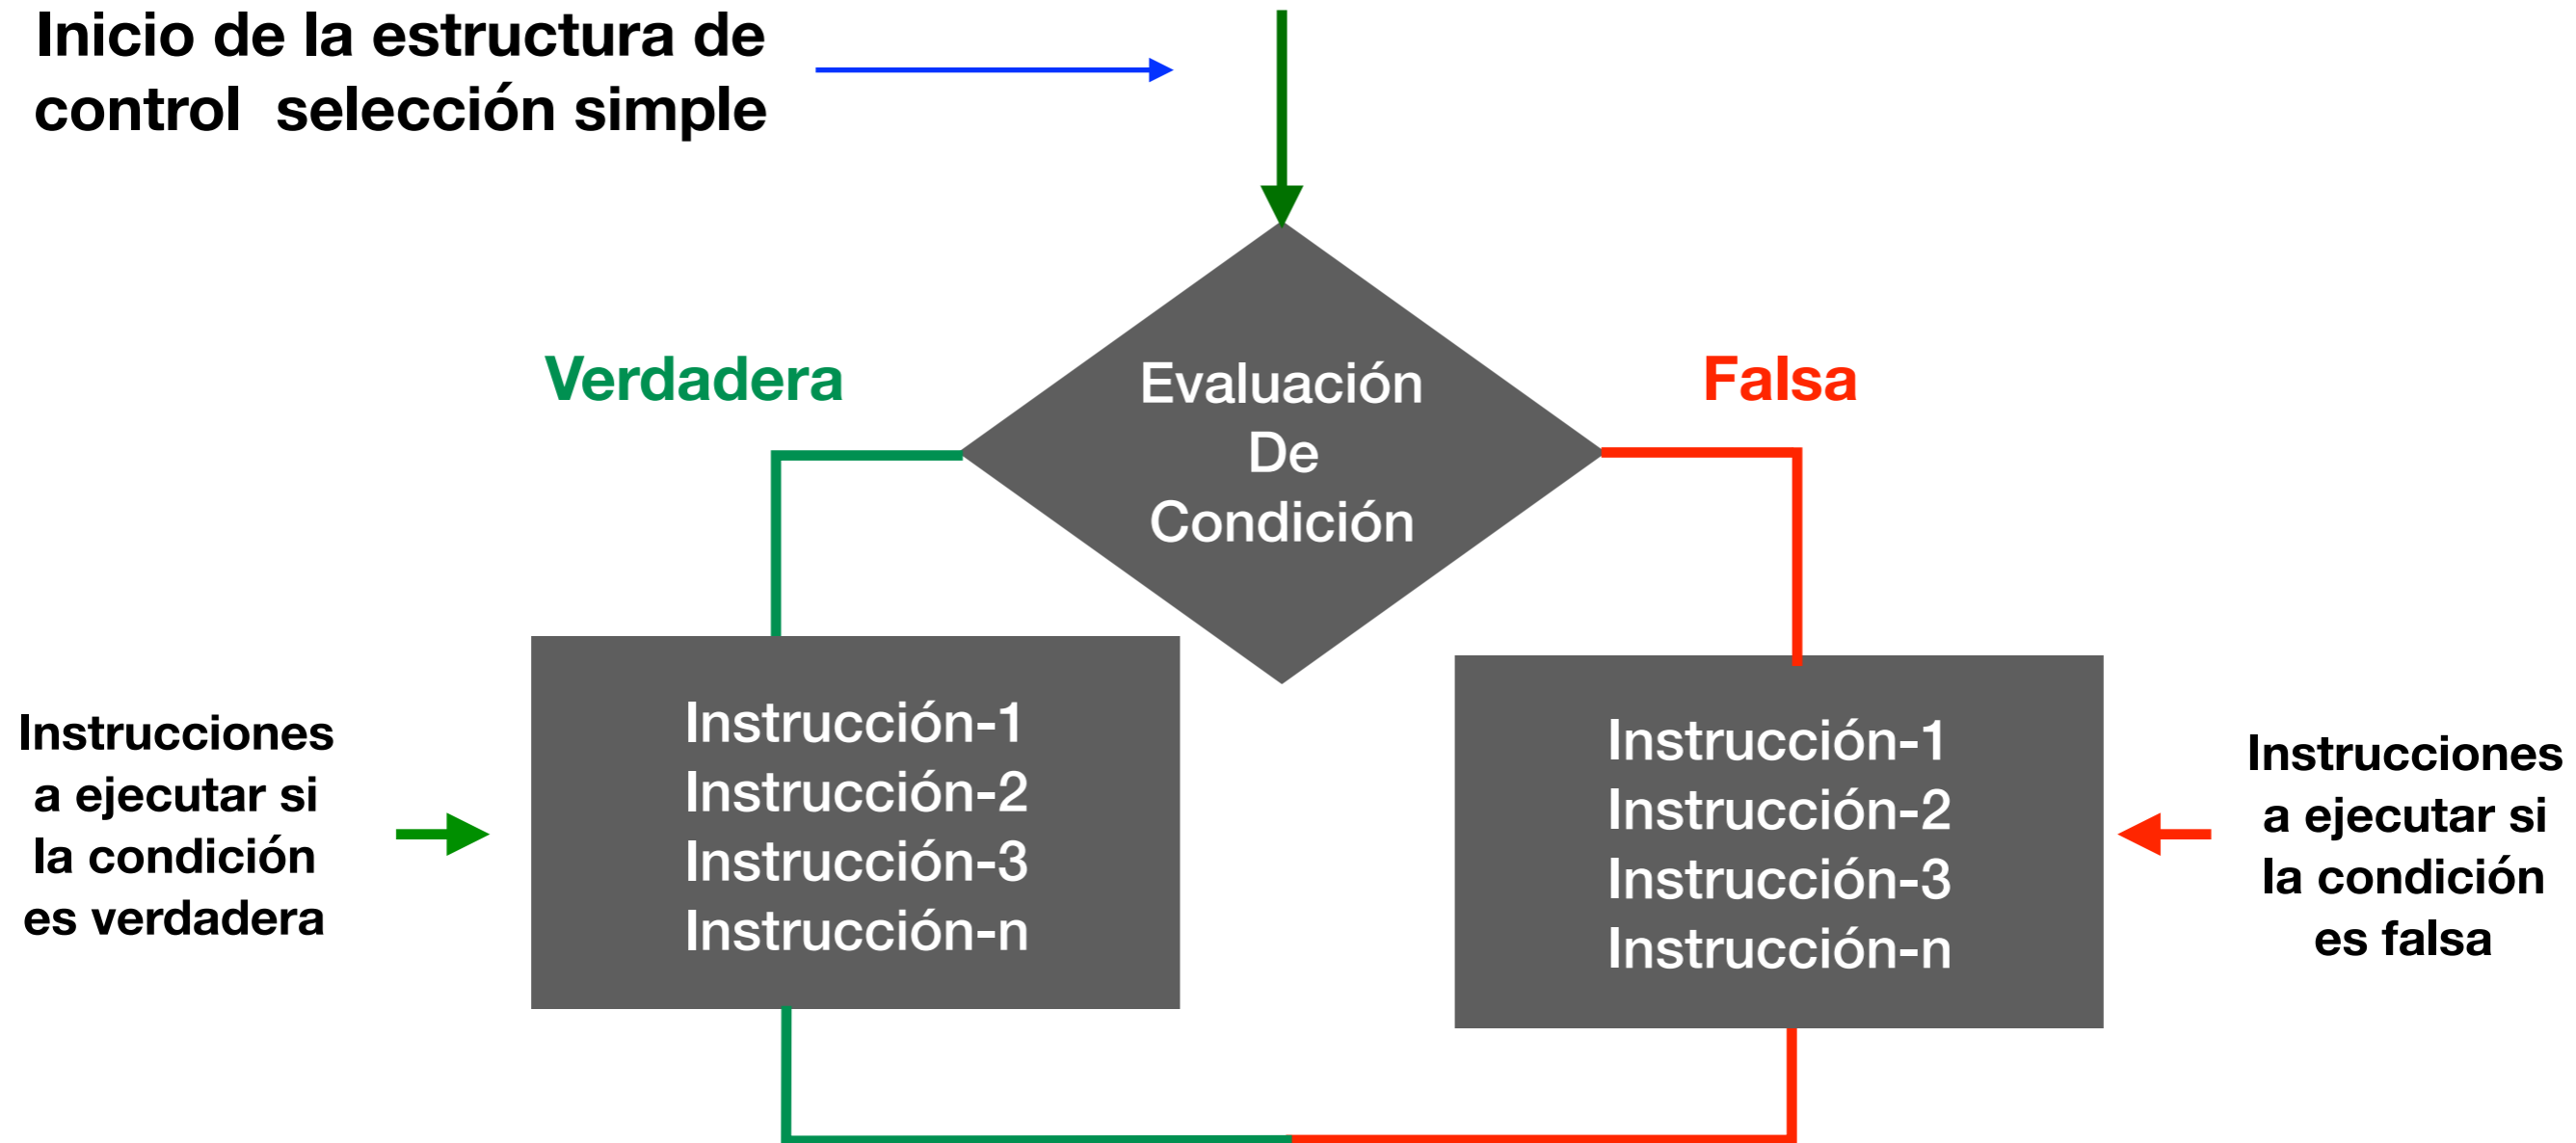 Inicio de la estructura de
control  selección simple
Verdadera
Evaluación
De
Condición
Falsa
Instrucciones
a ejecutar si
la condición
es verdadera
Instrucción-1
Instrucción-2
Instrucción-3
Instrucción-n
Instrucción-1
Instrucción-2
Instrucción-3
Instrucción-n
Instrucciones
a ejecutar si
la condición
es falsa